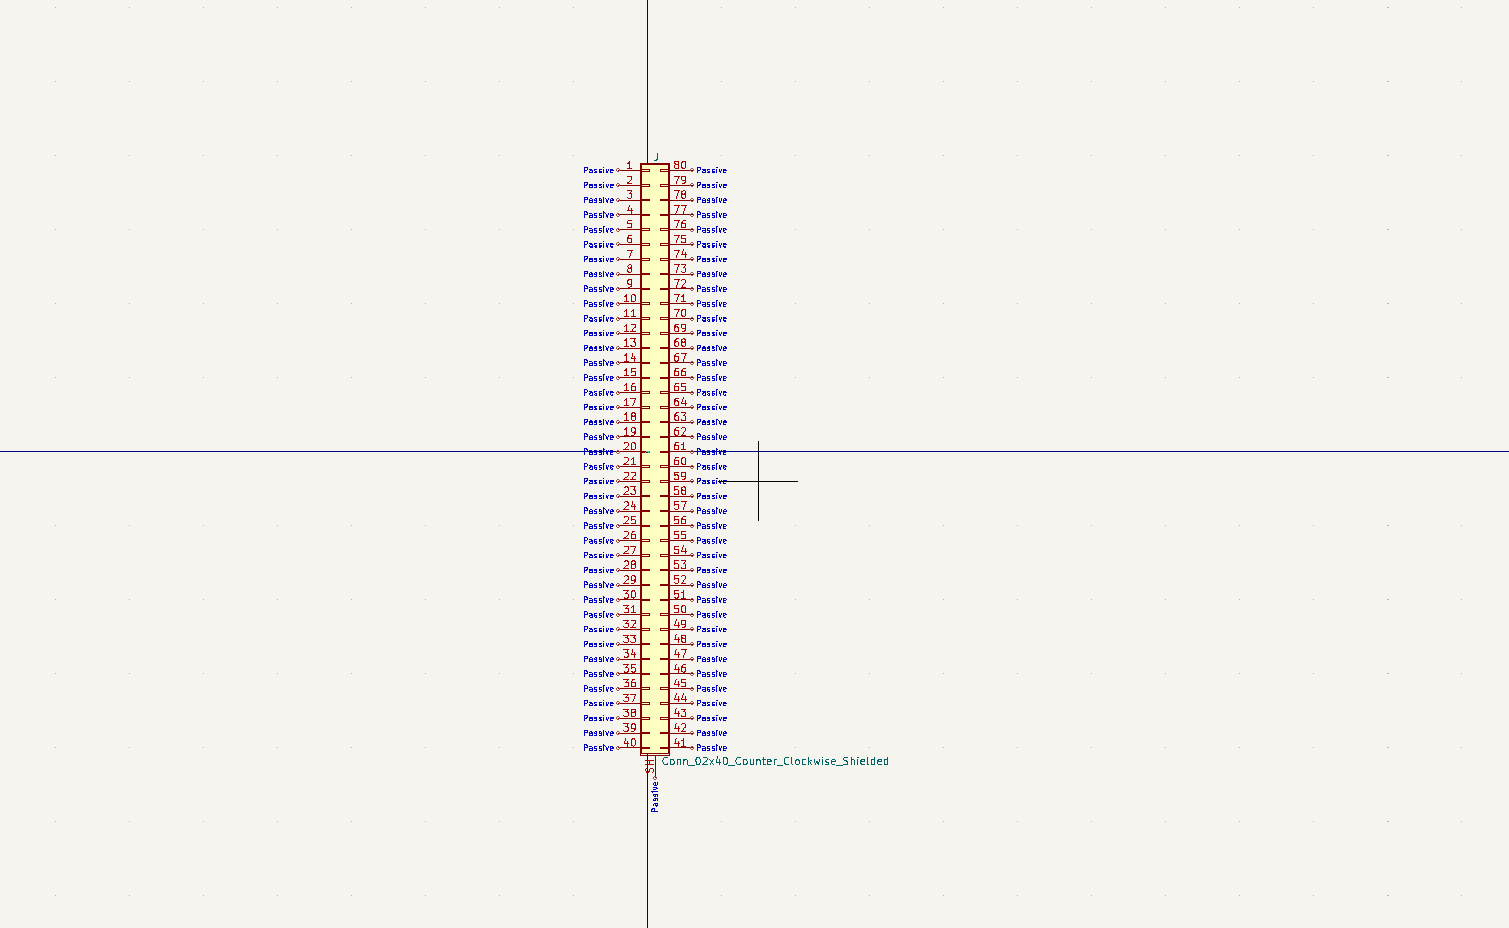 J
Passive 1 80 Passive
Passive 2 79 Passive
Passive 3 78 Passive
Passive 4 77 Passive
Passive 5 76 Passive
Passive 6 75 Passive
Passive 7 74 Passive
Passive 8 73 Passive
Passive 9 72 Passive
Passive 10 71 Passive
Passive 11 70 Passive
Passive 12 69 Passive
Passive 13 68 Passive
Passive 14 67 Passive
Passive 15 66 Passive
Passive 16 65 Passive
Passive 17 64 Passive
Passive 18 63 Passive
Passive 19 62 Passive
Passive 20 61 Passive
Passive 21 60 Passive
Passive 22 59 Passive
Passive 23 58 Passive
Passive 24 57 Passive
Passive 25 56 Passive
Passive 26 55 Passive
Passive 27 54 Passive
Passive 28 53 Passive
Passive 29 52 Passive
Passive 30 51 Passive
Passive 31 50 Passive
Passive 32 49 Passive
Passive 33 48 Passive
Passive 34 47 Passive
Passive 35 46 Passive
Passive 36 45 Passive
Passive 37 44 Passive
Passive 38 43 Passive
Passive 39 42 Passive
Passive 40 41 Passive
SH
Conn_02x40_Counter_Clockwise_Shielded
Passive